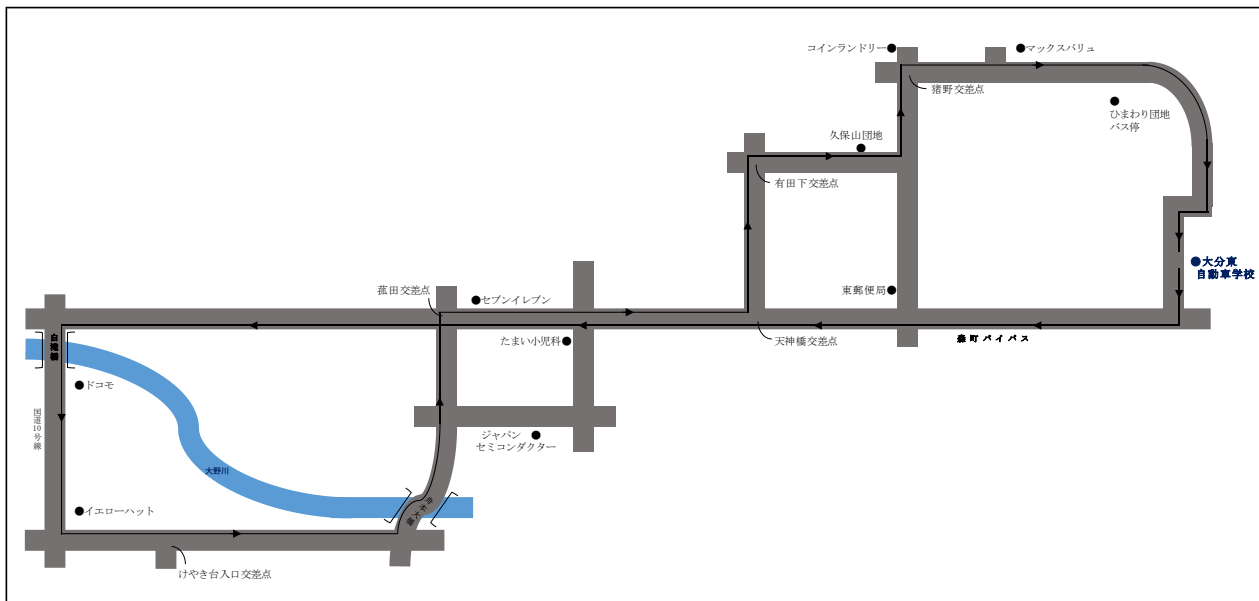 コインランドリー
マックスバリュ
猪野交差点
ひまわり団地
バス停
久保山団地
有田下交差点
大分東
自動車学校
菰田交差点
セブンイレブン
東郵便局
たまい小児科
天神橋交差点
森町バイパス
白滝橋
ドコモ
国道10号線
ジャパン
セミコンダクター
大野川
イエローハット
舟本大橋
けやき台入口交差点